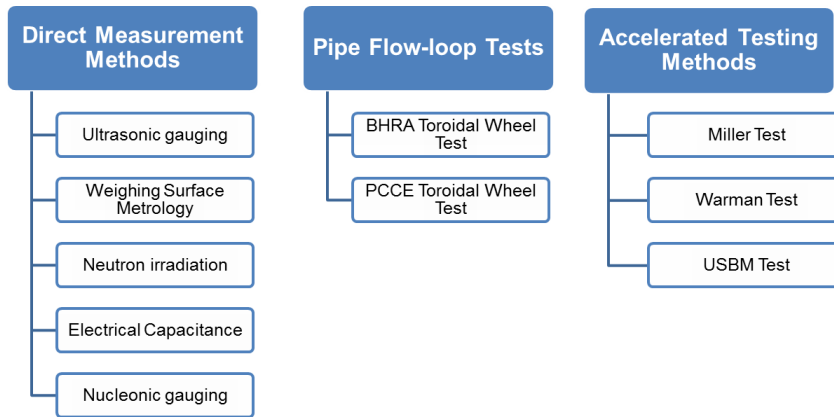 Direct Measurement
Methods
Ultrasonic gauging
Weighing Surface
Metrology
Neutron irradiation
Electrical Capacitance
Nucleonic gauging
Pipe Flow-loop Tests
BHRA Toroidal Wheel
Test
PCCE Toroidal Wheel
Test
Accelerated Testing
Methods
Miller Test
Warman Test
USBM Test